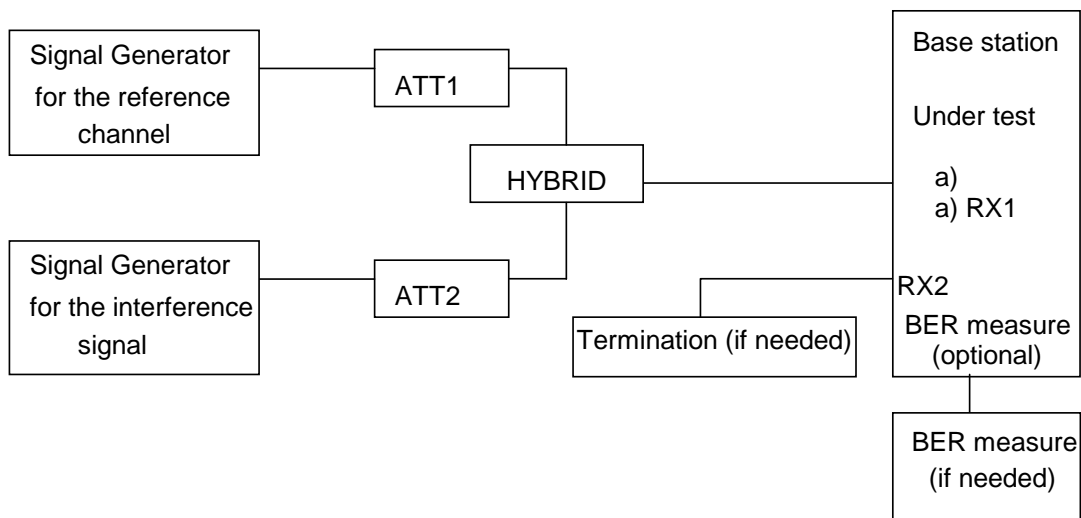 Signal Generator
for the reference
channel
ATT1
HYBRID
Signal Generator
for the interference
signal
ATT2
Termination (if needed)
Base station
Under test
a)
a) RX1
RX2
BER measure
(optional)
BER measure
(if needed)